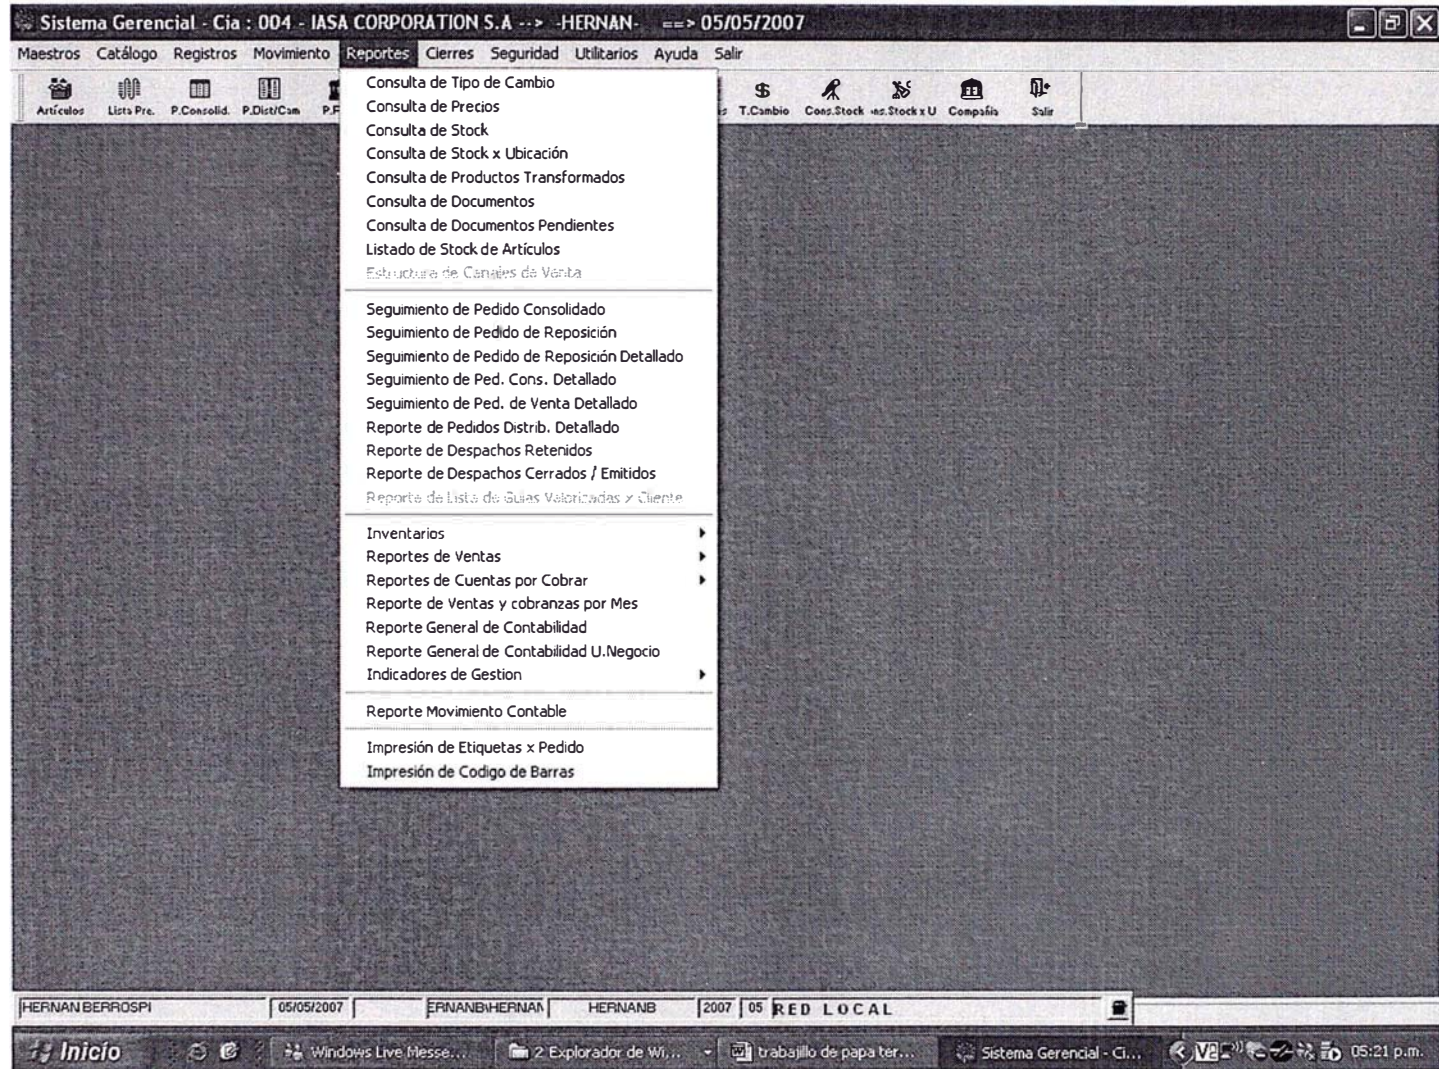 Sistema Gerencial - Cia : 004 - IASA CORPORATION S.A --> -HERNAN- ==> 05/05/2007
Maestros Catálogo Registros Movimiento Reportes Cierres Seguridad Utilitarios Ayuda Salir
Artículos Lista Pre. P.Consolid. P.Dist/Cam T.Cambio Cons.Stock ns.Stock x U Compañía Salir
Consulta de Tipo de Cambio
Consulta de Precios
Consulta de Stock
Consulta de Stock x Ubicación
Consulta de Productos Transformados
Consulta de Documentos
Consulta de Documentos Pendientes
Listado de Stock de Artículos
Estructura de Canales de Venta
Seguimiento de Pedido Consolidado
Seguimiento de Pedido de Reposición
Seguimiento de Pedido de Reposición Detallado
Seguimiento de Ped. Cons. Detallado
Seguimiento de Ped. de Venta Detallado
Reporte de Pedidos Distrib. Detallado
Reporte de Despachos Retenidos
Reporte de Despachos Cerrados / Emitidos
Reporte de Lista de Guias Valorizadas x Cliente
Inventarios
Reportes de Ventas
Reportes de Cuentas por Cobrar
Reporte de Ventas y cobranzas por Mes
Reporte General de Contabilidad
Reporte General de Contabilidad U.Negocio
Indicadores de Gestion
Reporte Movimiento Contable
Impresión de Etiquetas x Pedido
Impresión de Codigo de Barras
HERNAN BERROSPI 05/05/2007 ERNANB\HERNAN HERNANB 2007 05 RED LOCAL
Inicio Windows Live Messe... 2 Explorador de Wi... trabajillo de papa ter... Sistema Gerencial - Ci... 05:21 p.m.